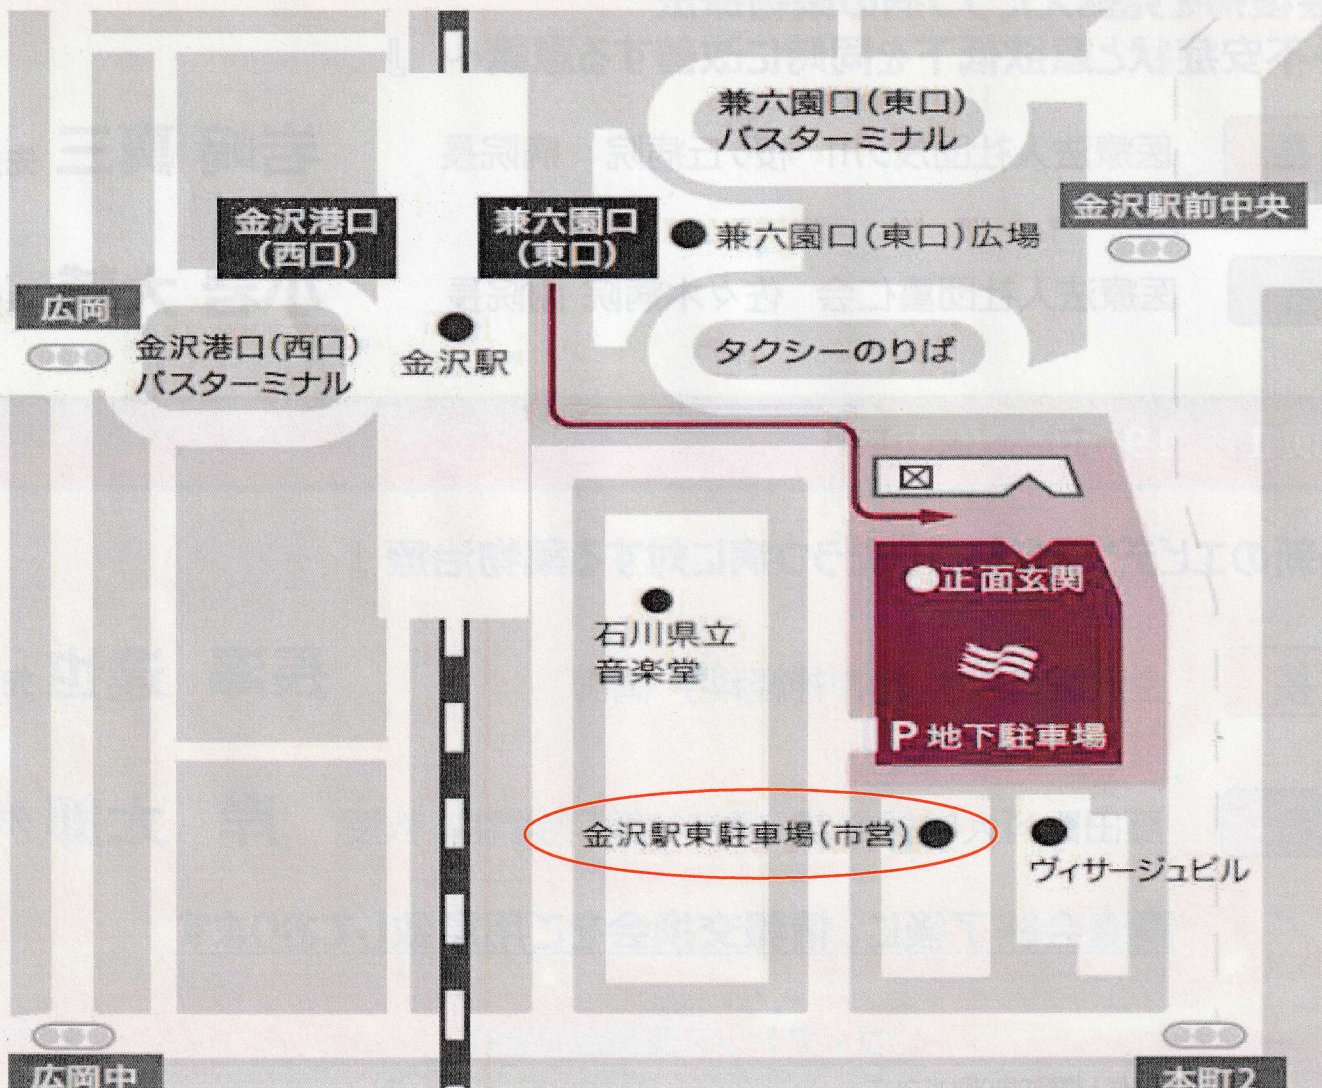 兼六園口(東口)
バスターミナル
金沢港口
(西口)
兼六園口
(東口)
兼六園口(東口)広場
金沢駅前中央
広岡
金沢港口(西口)
バスターミナル
金沢駅
タクシーのりば
正面玄関
石川県立
音楽堂
P 地下駐車場
金沢駅東駐車場(市営)
ヴィサージュビル
広岡中
本町2